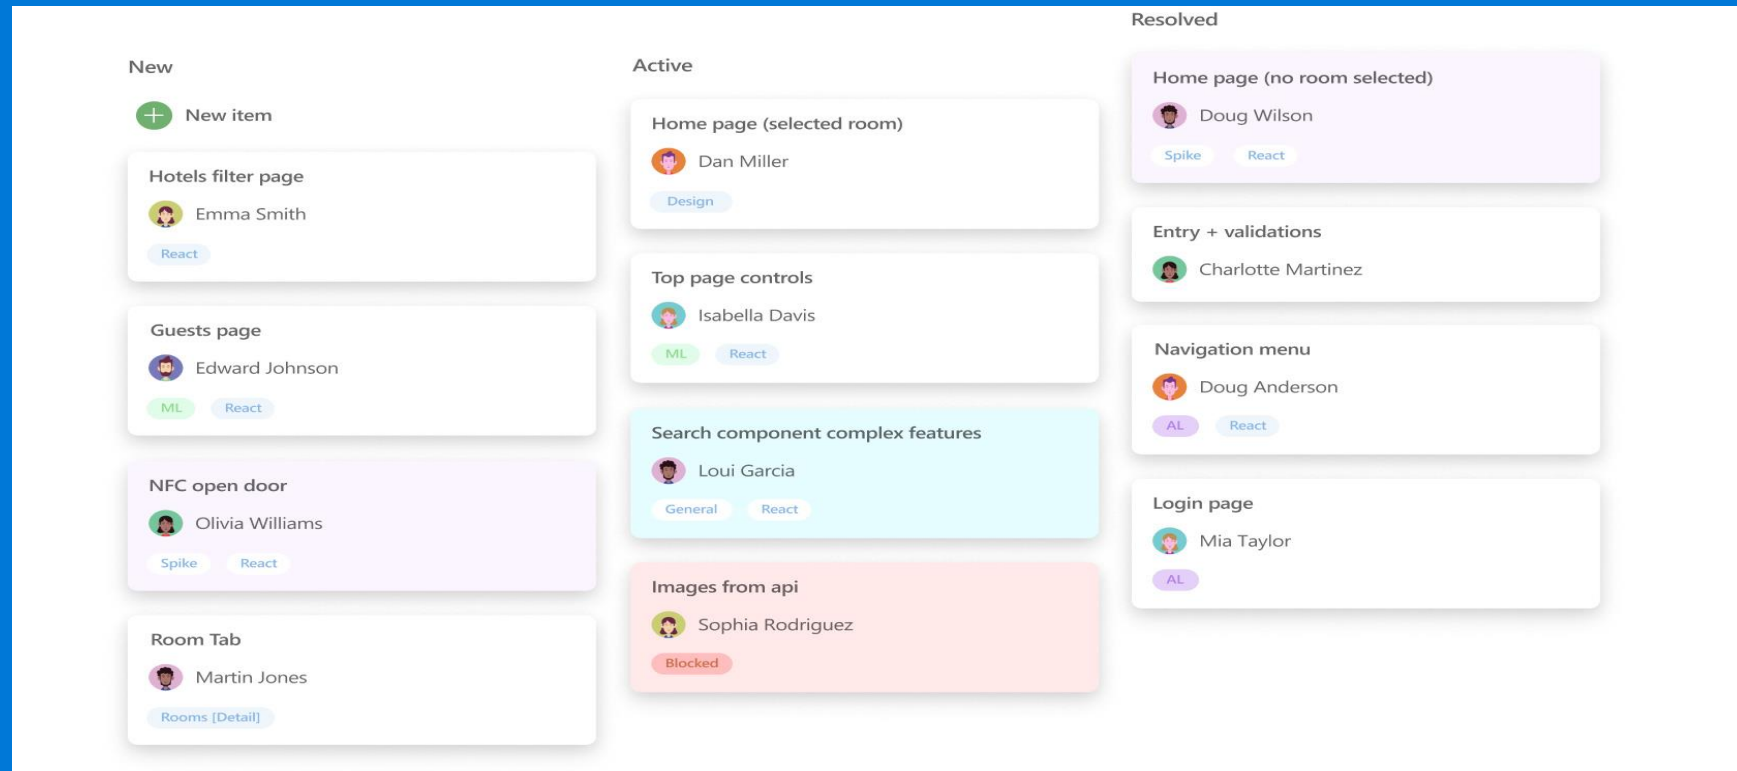 New
New item
Hotels filter page
Emma Smith
React
Guests page
Edward Johnson
ML React
NFC open door
Olivia Williams
Spike React
Room Tab
Martin Jones
Rooms [Detail]
Active
Home page (selected room)
Dan Miller
Design
Top page controls
Isabella Davis
ML React
Search component complex features
Loui Garcia
General React
Images from api
Sophia Rodriguez
Blocked
Resolved
Home page (no room selected)
Doug Wilson
Spike React
Entry + validations
Charlotte Martinez
Navigation menu
Doug Anderson
AL React
Login page
Mia Taylor
AL